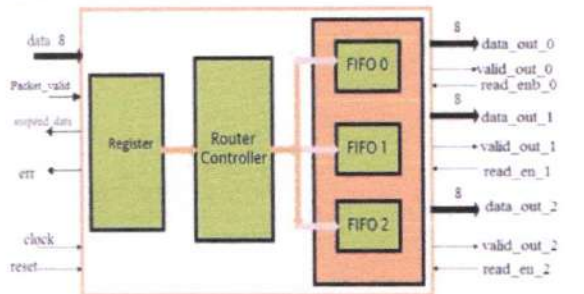 data 8
Packet_valid
suspend_data
err
clock
reset
Register
Router
Controller
FIFO 0
FIFO 1
FIFO 2
8
data_out_0
valid_out_0
read_enb_0
8
data_out_1
valid_out_1
read_en_1
8
data_out_2
valid_out_2
read_en_2